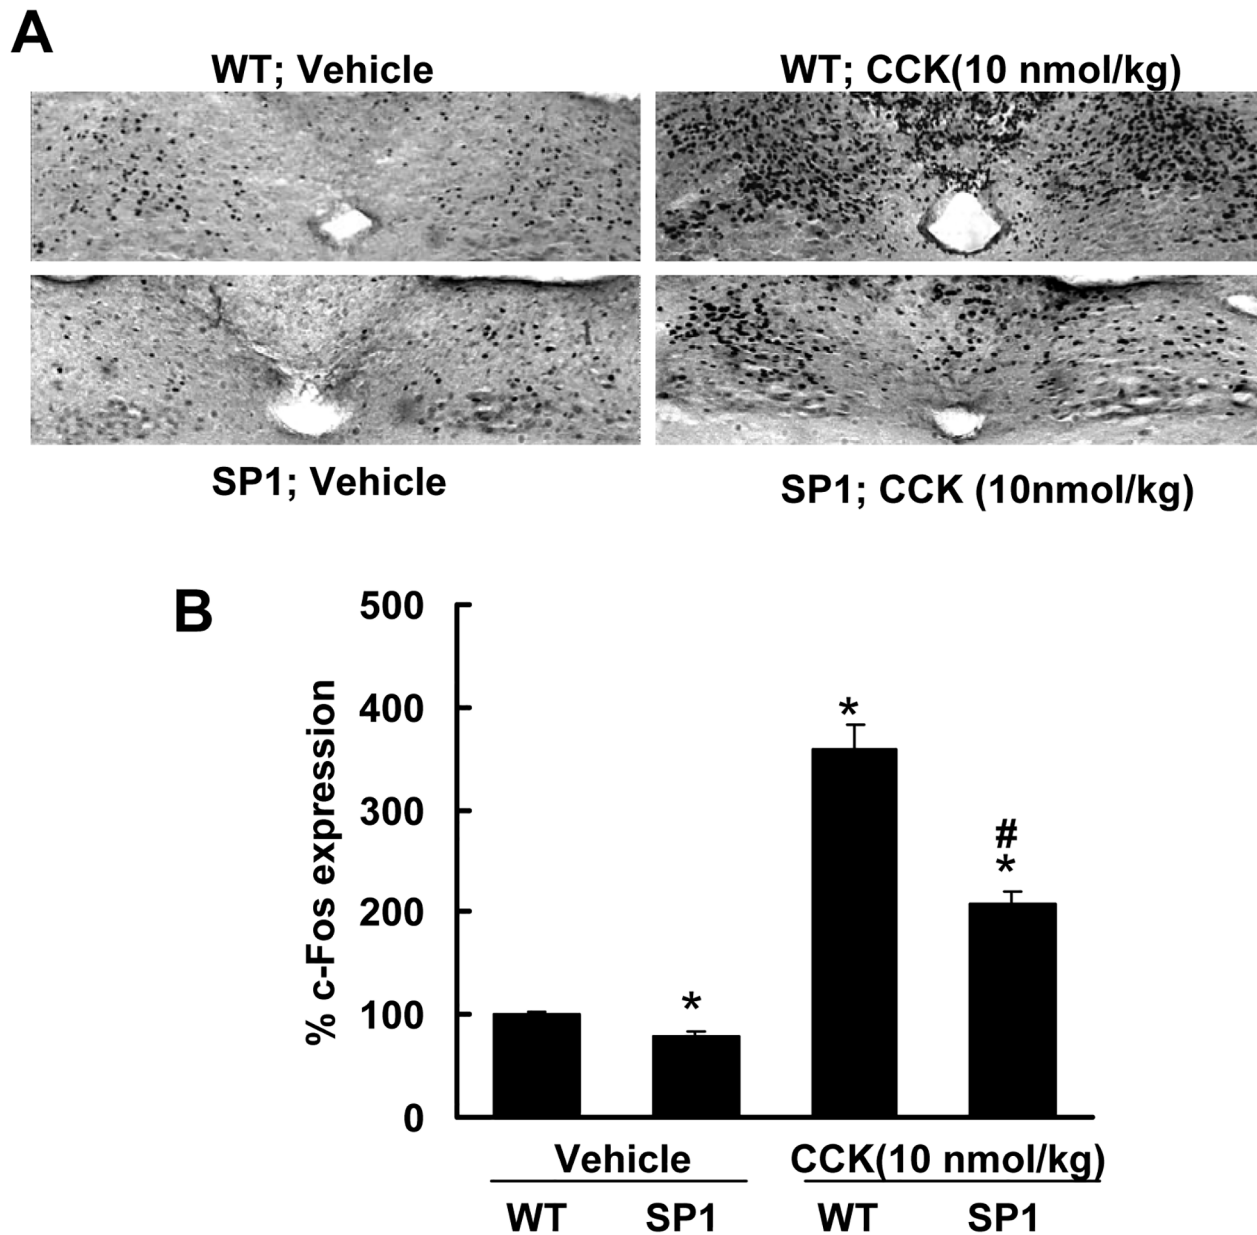 A
WT; Vehicle
WT; CCK(10 nmol/kg)
SP1; Vehicle
SP1; CCK (10nmol/kg)
B
% c-Fos expression
500
400
300
200
100
0
*
*
#
*
Vehicle
CCK(10 nmol/kg)
WT
SP1
WT
SP1